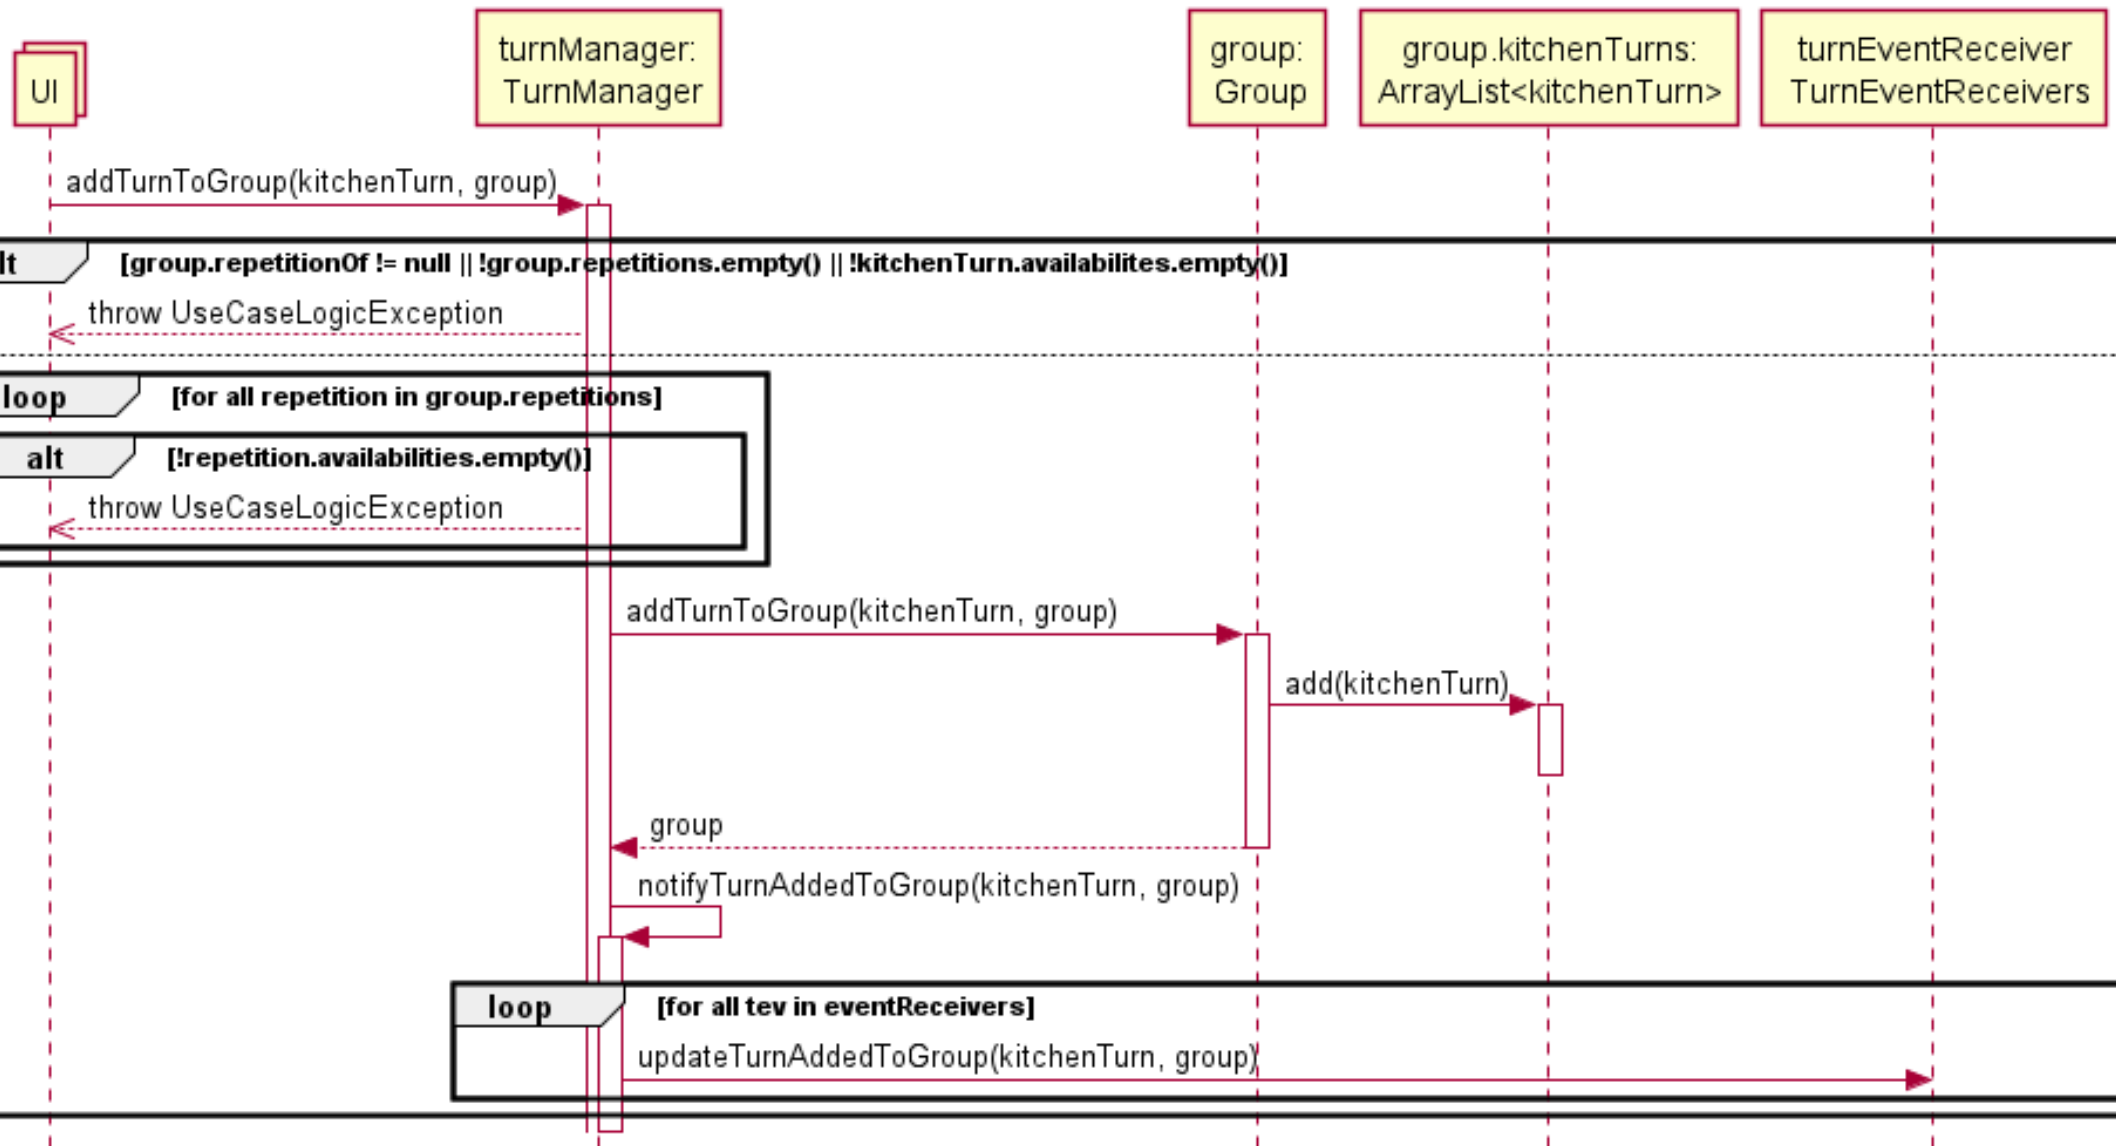 UI
turnManager:
TurnManager
group:
Group
group.kitchenTurns:
ArrayList<kitchenTurn>
turnEventReceiver
TurnEventReceivers
addTurnToGroup(kitchenTurn, group)
lt
[group.repetitionOf != null || !group.repetitions.empty() || !kitchenTurn.availabilites.empty()]
throw UseCaseLogicException
loop
[for all repetition in group.repetitions]
alt
[!repetition.availabilities.empty()]
throw UseCaseLogicException
addTurnToGroup(kitchenTurn, group)
add(kitchenTurn)
group
notifyTurnAddedToGroup(kitchenTurn, group)
loop
[for all tev in eventReceivers]
updateTurnAddedToGroup(kitchenTurn, group)